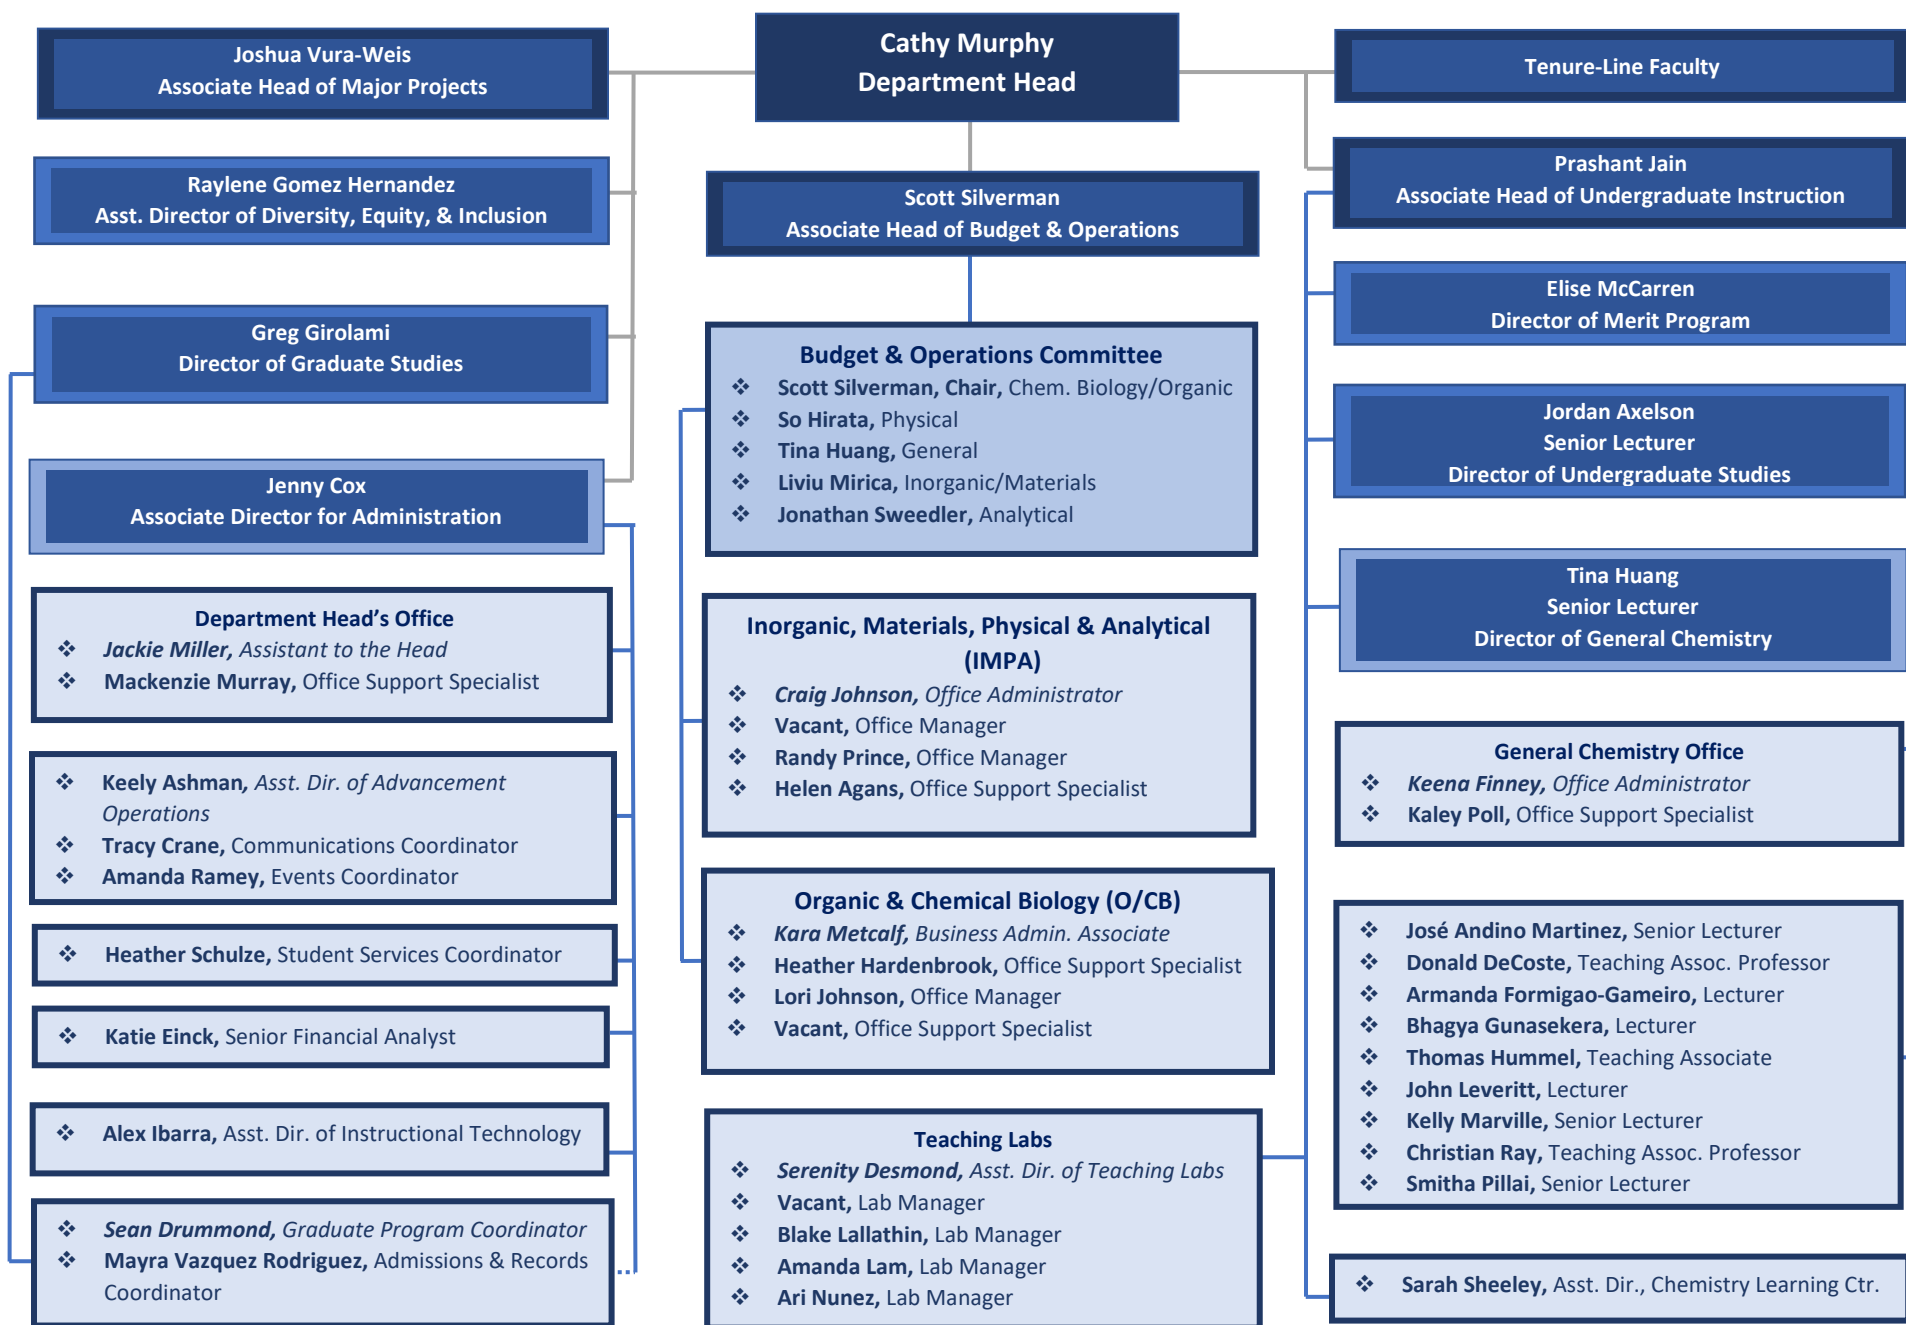 Cathy Murphy
Department Head
Joshua Vura-Weis
Associate Head of Major Projects
Raylene Gomez Hernandez
Asst. Director of Diversity, Equity, & Inclusion
Greg Girolami
Director of Graduate Studies
Jenny Cox
Associate Director for Administration
Department Head’s Office
❖ Jackie Miller, Assistant to the Head
❖ Mackenzie Murray, Office Support Specialist
❖ Keely Ashman, Asst. Dir. of Advancement
Operations
❖ Tracy Crane, Communications Coordinator
❖ Amanda Ramey, Events Coordinator
❖ Heather Schulze, Student Services Coordinator
❖ Katie Einck, Senior Financial Analyst
❖ Alex Ibarra, Asst. Dir. of Instructional Technology
❖ Sean Drummond, Graduate Program Coordinator
❖ Mayra Vazquez Rodriguez, Admissions & Records
Coordinator
Scott Silverman
Associate Head of Budget & Operations
Budget & Operations Committee
❖ Scott Silverman, Chair, Chem. Biology/Organic
❖ So Hirata, Physical
❖ Tina Huang, General
❖ Liviu Mirica, Inorganic/Materials
❖ Jonathan Sweedler, Analytical
Inorganic, Materials, Physical & Analytical
(IMPA)
❖ Craig Johnson, Office Administrator
❖ Vacant, Office Manager
❖ Randy Prince, Office Manager
❖ Helen Agans, Office Support Specialist
Organic & Chemical Biology (O/CB)
❖ Kara Metcalf, Business Admin. Associate
❖ Heather Hardenbrook, Office Support Specialist
❖ Lori Johnson, Office Manager
❖ Vacant, Office Support Specialist
Teaching Labs
❖ Serenity Desmond, Asst. Dir. of Teaching Labs
❖ Vacant, Lab Manager
❖ Blake Lallathin, Lab Manager
❖ Amanda Lam, Lab Manager
❖ Ari Nunez, Lab Manager
Tenure-Line Faculty
Prashant Jain
Associate Head of Undergraduate Instruction
Elise McCarren
Director of Merit Program
Jordan Axelson
Senior Lecturer
Director of Undergraduate Studies
Tina Huang
Senior Lecturer
Director of General Chemistry
General Chemistry Office
❖ Keena Finney, Office Administrator
❖ Kaley Poll, Office Support Specialist
❖ José Andino Martinez, Senior Lecturer
❖ Donald DeCoste, Teaching Assoc. Professor
❖ Armanda Formigao-Gameiro, Lecturer
❖ Bhagya Gunasekera, Lecturer
❖ Thomas Hummel, Teaching Associate
❖ John Leveritt, Lecturer
❖ Kelly Marville, Senior Lecturer
❖ Christian Ray, Teaching Assoc. Professor
❖ Smitha Pillai, Senior Lecturer
❖ Sarah Sheeley, Asst. Dir., Chemistry Learning Ctr.